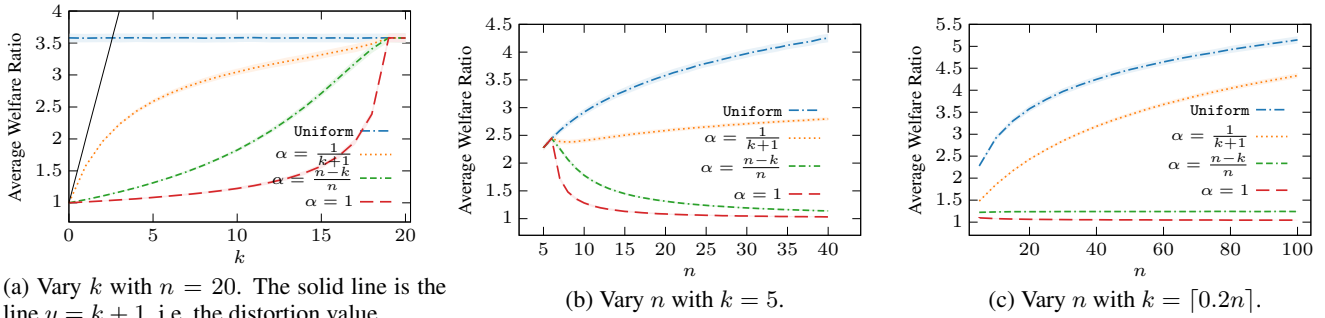 Average Welfare Ratio
4
3.5
3
2.5
2
1.5
1
0 5 10 15 20
k
Uniform
α = 1/(k+1)
α = (n−k)/n
α = 1
(a) Vary k with n = 20. The solid line is the
line y = k + 1, i.e. the distortion value.
Average Welfare Ratio
4.5
4
3.5
3
2.5
2
1.5
1
5 10 15 20 25 30 35 40
n
Uniform
α = 1/(k+1)
α = (n−k)/n
α = 1
(b) Vary n with k = 5.
Average Welfare Ratio
5.5
5
4.5
4
3.5
3
2.5
2
1.5
1
0 20 40 60 80 100
n
Uniform
α = 1/(k+1)
α = (n−k)/n
α = 1
(c) Vary n with k = ⌈0.2n⌉.